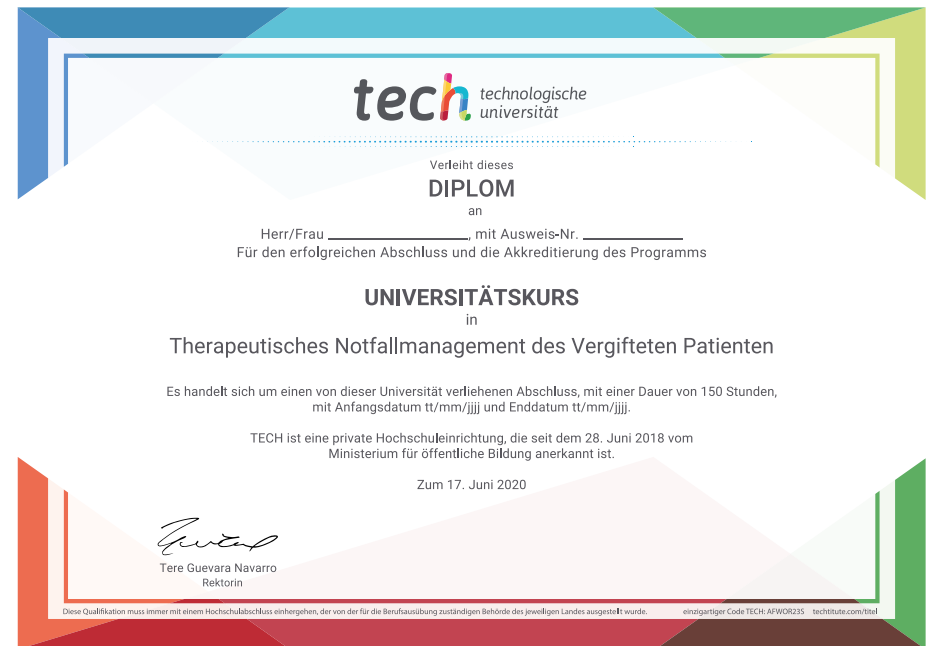 tech technologische
universität
Verleiht dieses
DIPLOM
an
Herr/Frau ____________, mit Ausweis-Nr. ____________
Für den erfolgreichen Abschluss und die Akkreditierung des Programms
UNIVERSITÄTSKURS
in
Therapeutisches Notfallmanagement des Vergifteten Patienten
Es handelt sich um einen von dieser Universität verliehenen Abschluss, mit einer Dauer von 150 Stunden,
mit Anfangsdatum tt/mm/jjjj und Enddatum tt/mm/jjjj.
TECH ist eine private Hochschuleinrichtung, die seit dem 28. Juni 2018 vom
Ministerium für öffentliche Bildung anerkannt ist.
Zum 17. Juni 2020
Tere Guevara Navarro
Rektorin
Diese Qualifikation muss immer mit einem Hochschulabschluss einhergehen, der von der für die Berufsausübung zuständigen Behörde des jeweiligen Landes ausgestellt wurde. einzigartiger Code TECH: AFWOR23S techtitute.com/titel